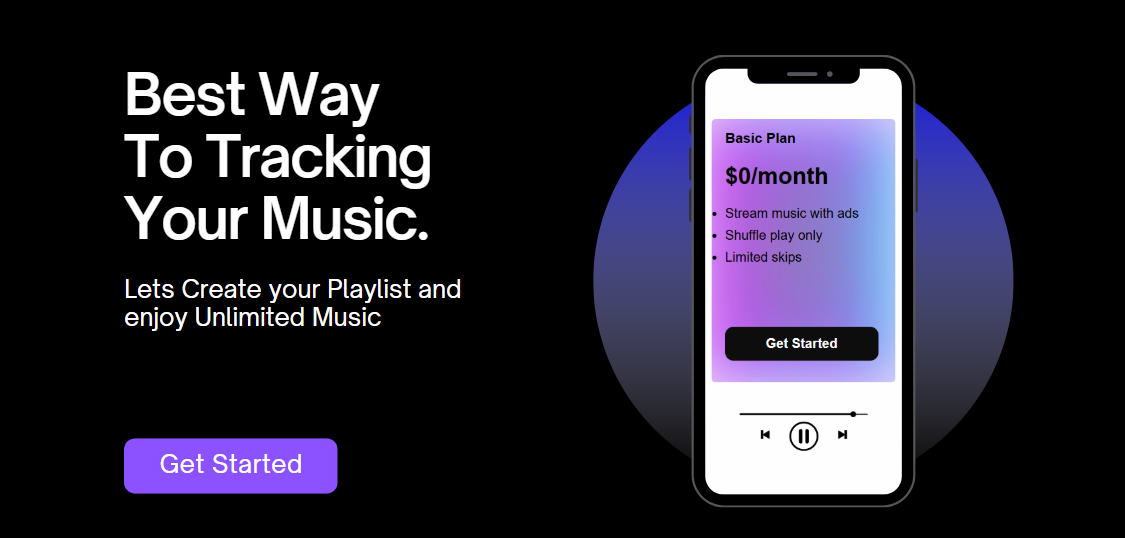 Best Way
To Tracking
Your Music.
Lets Create your Playlist and
enjoy Unlimited Music
Get Started
Basic Plan
$0/month
• Stream music with ads
• Shuffle play only
• Limited skips
Get Started